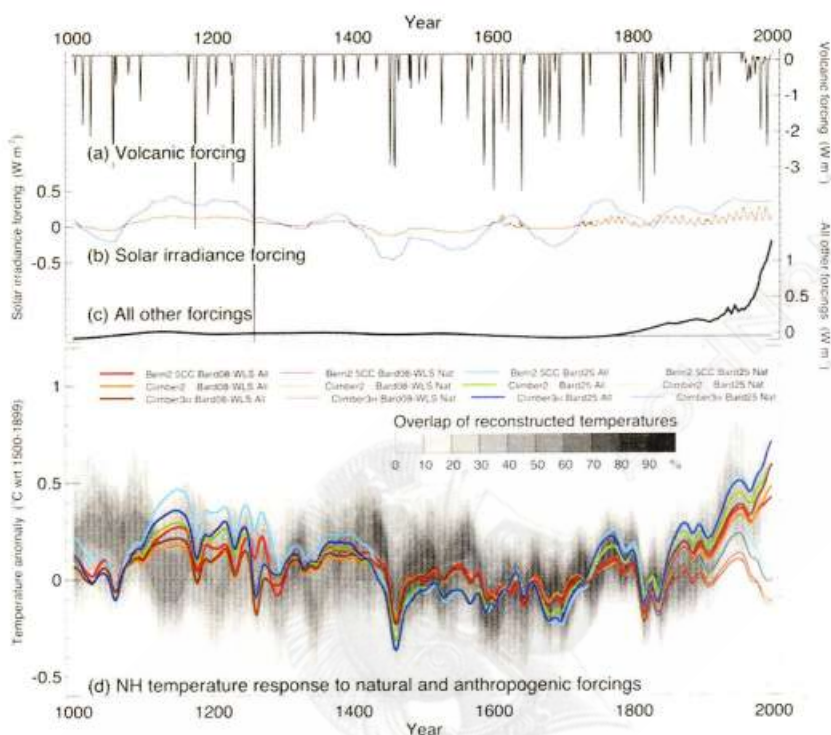 Year
1000 1200 1400 1600 1800 2000
Volcanic forcing (W m⁻²)
0
-1
-2
-3
(a) Volcanic forcing
Solar irradiance forcing (W m⁻²)
0.5
0
-0.5
(b) Solar irradiance forcing
All other forcings (W m⁻²)
1
0.5
0
(c) All other forcings
Bern2.5CC Bard08-WLS All Bern2.5CC Bard08-WLS Nat Bern2.5CC Bard25 All Bern2.5CC Bard25 Nat
Climber2 Bard08-WLS All Climber2 Bard08-WLS Nat Climber2 Bard25 All Climber2 Bard25 Nat
Climber3α Bard08-WLS All Climber3α Bard08-WLS Nat Climber3α Bard25 All Climber3α Bard25 Nat
Overlap of reconstructed temperatures
0 10 20 30 40 50 60 70 80 90 %
Temperature anomaly (°C wrt 1500-1899)
1
0.5
0
-0.5
(d) NH temperature response to natural and anthropogenic forcings
1000 1200 1400 1600 1800 2000
Year